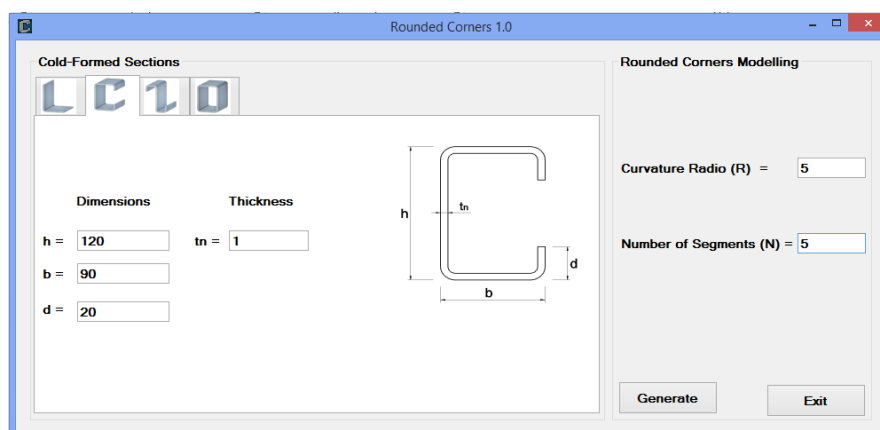 Rounded Corners 1.0
Cold-Formed Sections
Dimensions Thickness
h = 120 tn = 1
b = 90
d = 20
h
tn
d
b
Rounded Corners Modelling
Curvature Radio (R) = 5
Number of Segments (N) = 5
Generate Exit